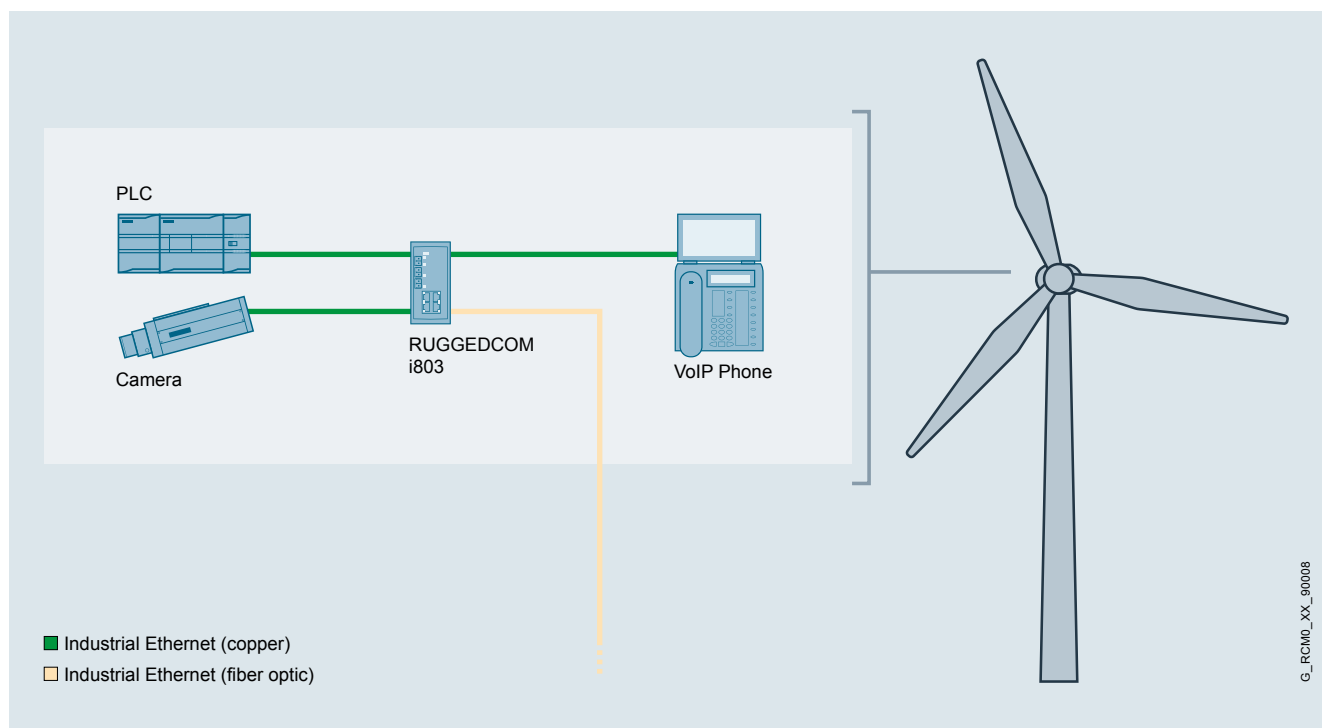 PLC
RUGGEDCOM
i803
Camera
VoIP Phone
Industrial Ethernet (copper)
Industrial Ethernet (fiber optic)
G_RCM0_XX_90008